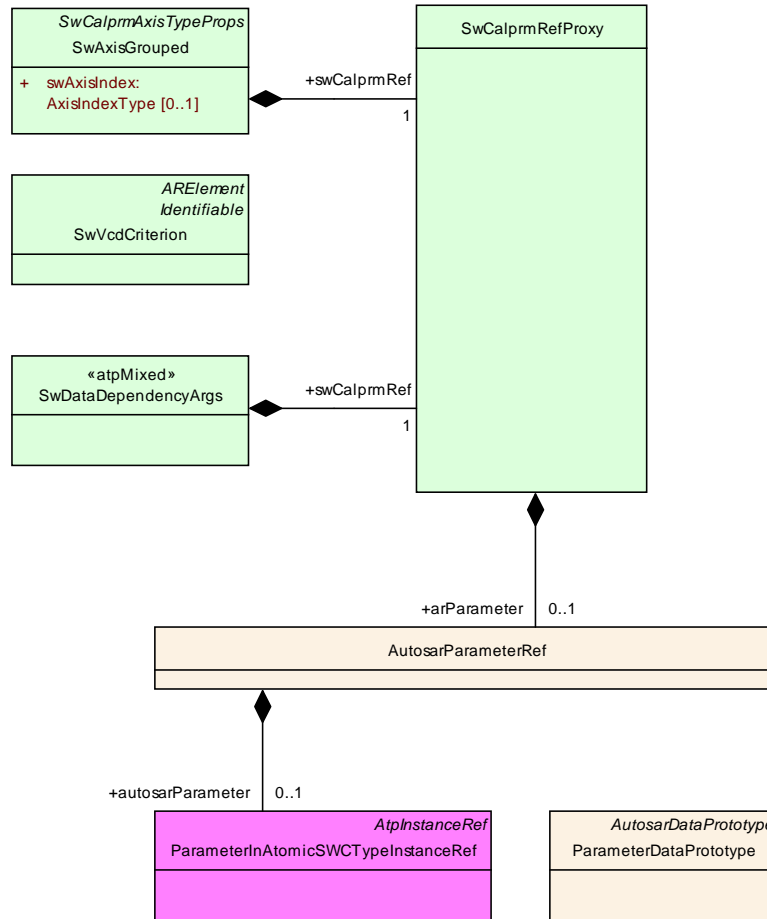 SwCalprmAxisTypeProps
SwAxisGrouped
+ swAxisIndex:
AxisIndexType [0..1]
SwCalprmRefProxy
+swCalprmRef
1
ARElement
Identifiable
SwVcdCriterion
«atpMixed»
SwDataDependencyArgs
+swCalprmRef
1
+arParameter 0..1
AutosarParameterRef
+autosarParameter 0..1
AtpInstanceRef
ParameterInAtomicSWCTypeInstanceRef
AutosarDataPrototype
ParameterDataPrototype